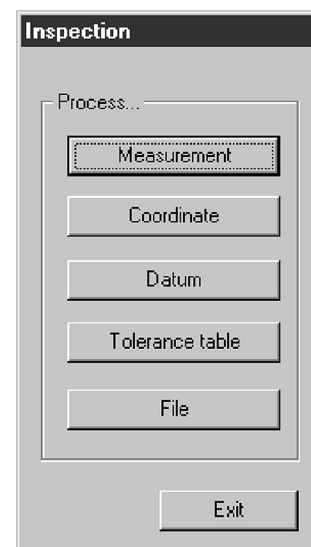 Inspection
Process...
Measurement
Coordinate
Datum
Tolerance table
File
Exit